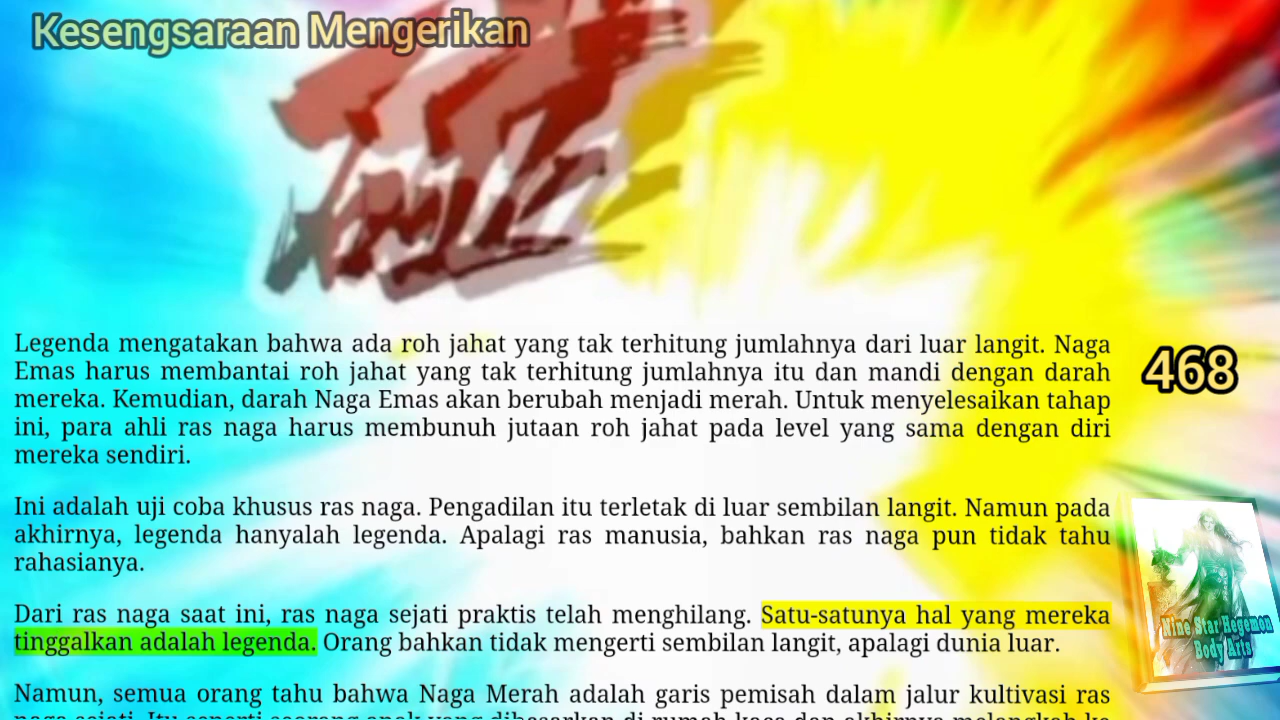 Kesengsaraan Mengerikan
Legenda mengatakan bahwa ada roh jahat yang tak terhitung jumlahnya dari luar langit. Naga
Emas harus membantai roh jahat yang tak terhitung jumlahnya itu dan mandi dengan darah
mereka. Kemudian, darah Naga Emas akan berubah menjadi merah. Untuk menyelesaikan tahap
ini, para ahli ras naga harus membunuh jutaan roh jahat pada level yang sama dengan diri
mereka sendiri.
468
Ini adalah uji coba khusus ras naga. Pengadilan itu terletak di luar sembilan langit. Namun pada
akhirnya, legenda hanyalah legenda. Apalagi ras manusia, bahkan ras naga pun tidak tahu
rahasianya.
Dari ras naga saat ini, ras naga sejati praktis telah menghilang. Satu-satunya hal yang mereka
tinggalkan adalah legenda. Orang bahkan tidak mengerti sembilan langit, apalagi dunia luar.
Nine Star Hegemon
Body Arts
Namun, semua orang tahu bahwa Naga Merah adalah garis pemisah dalam jalur kultivasi ras